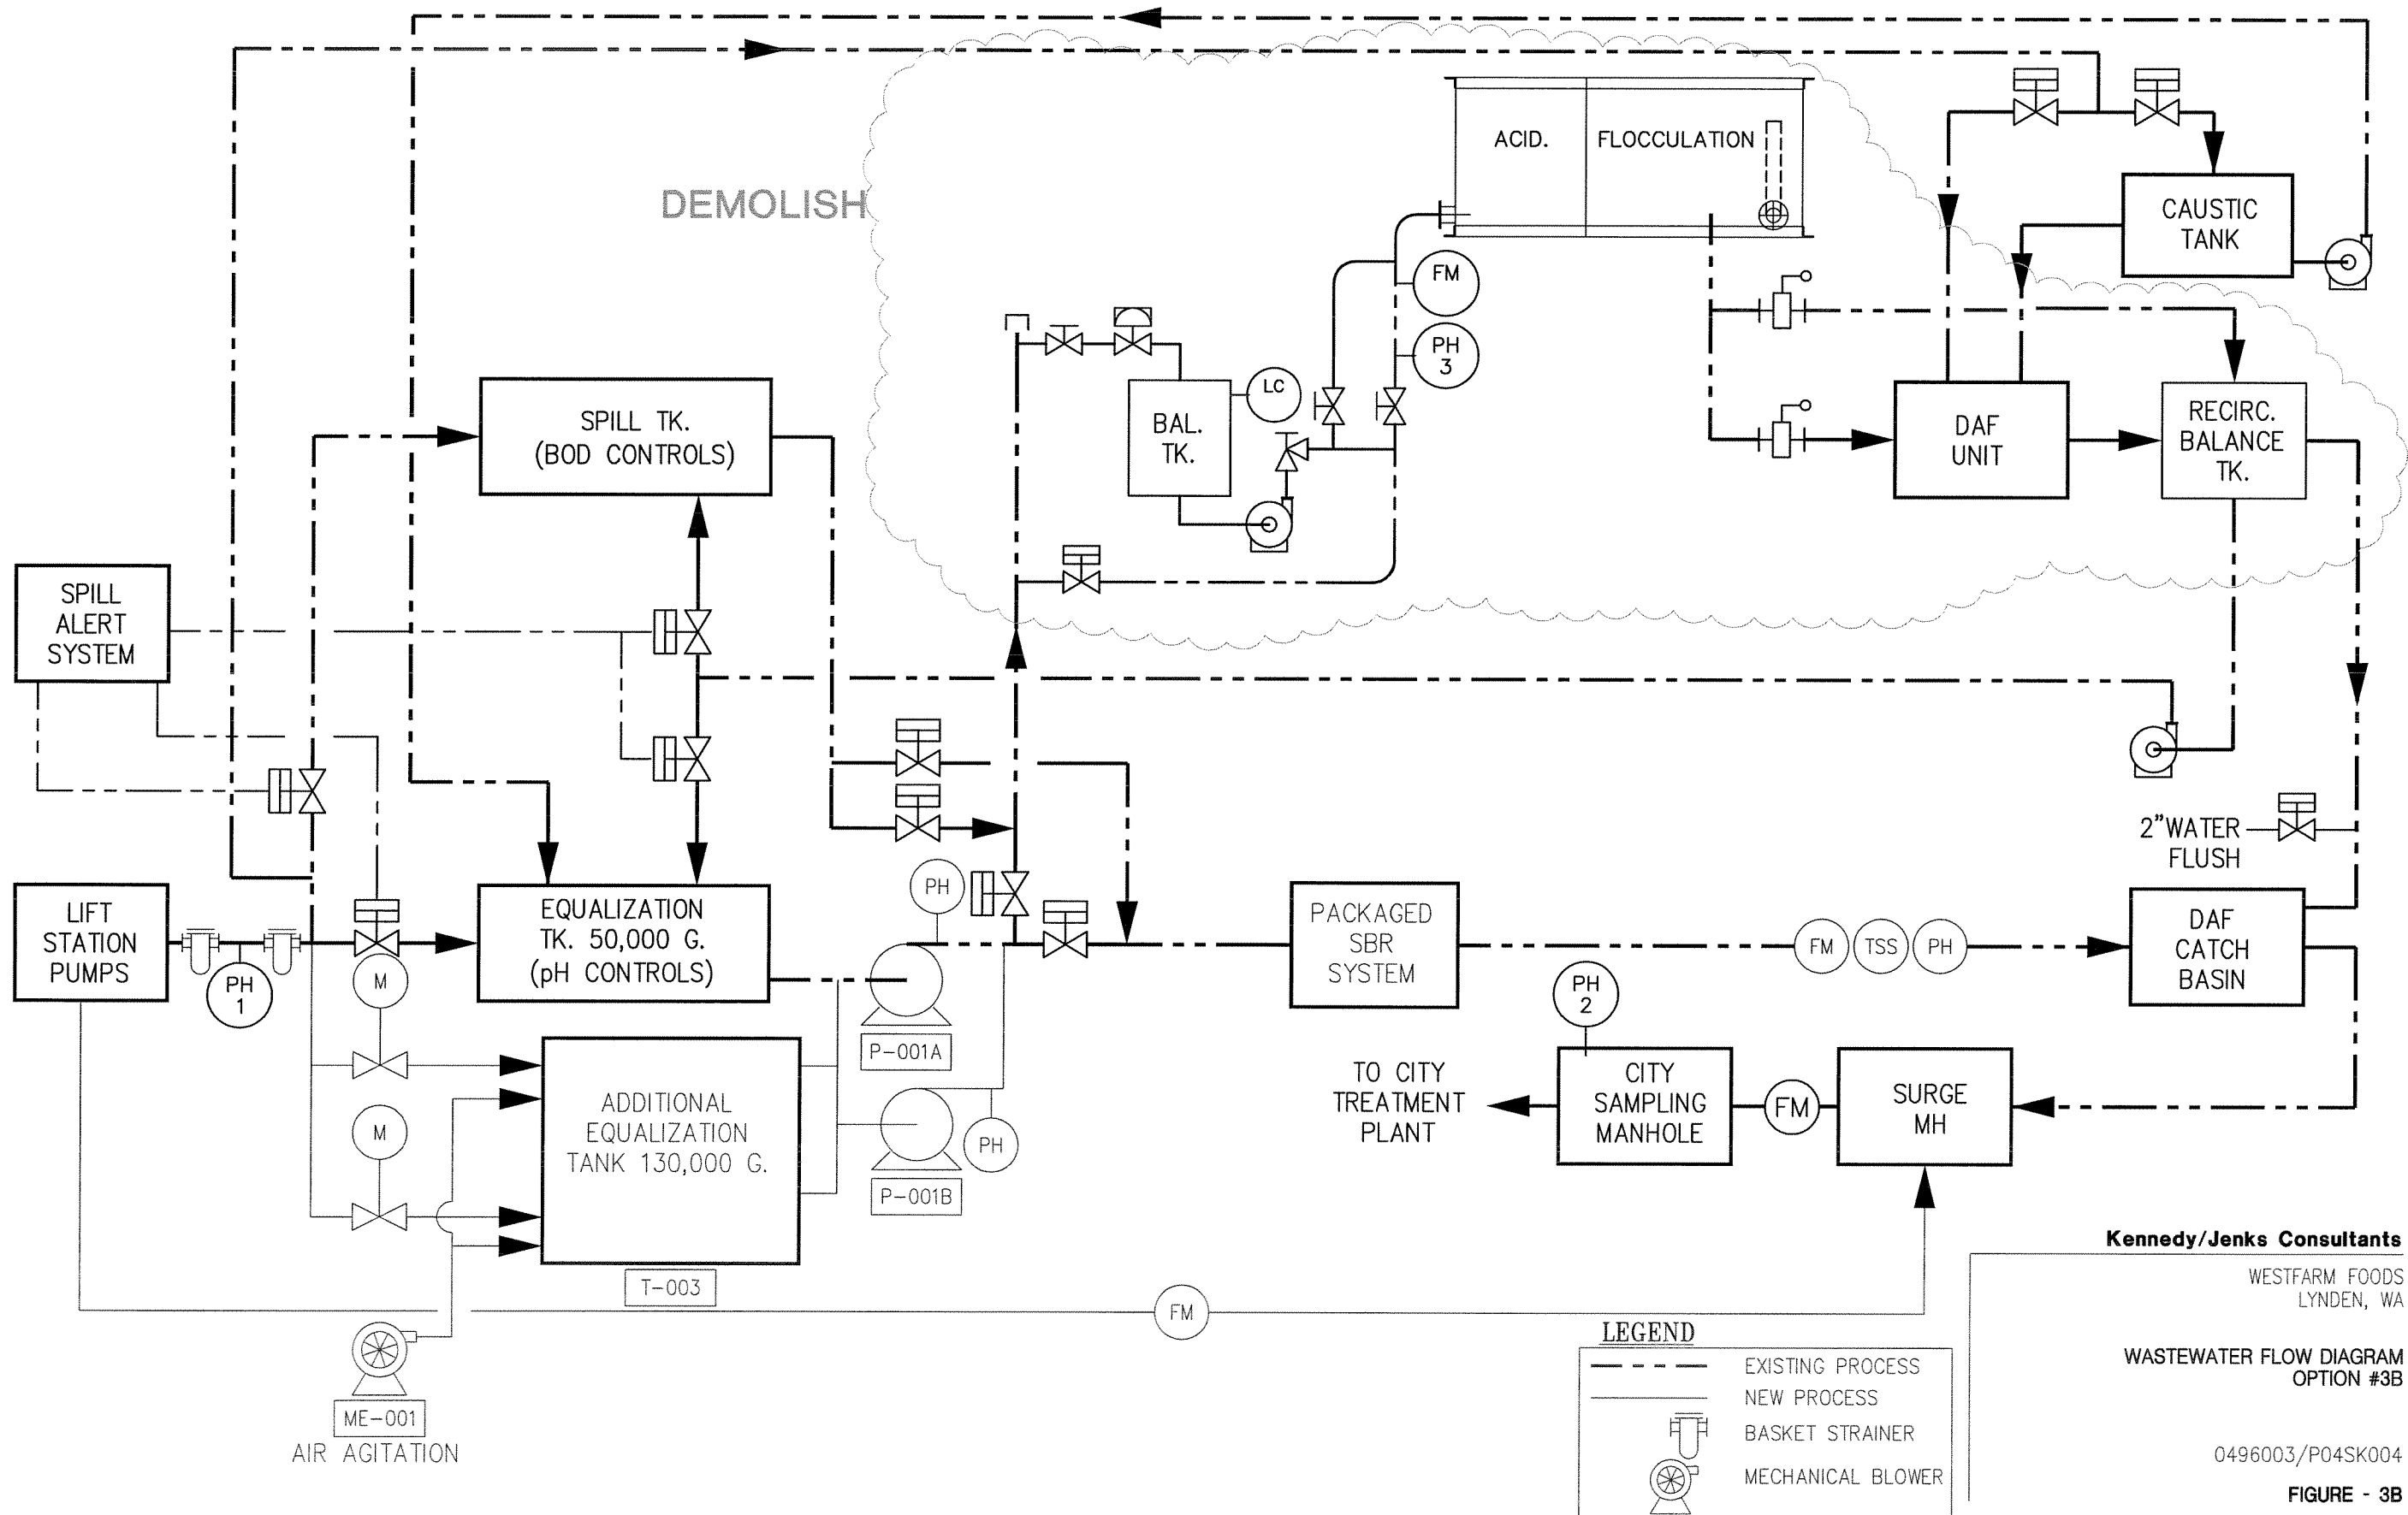 ACID.
FLOCCULATION
DEMOLISH
CAUSTIC
TANK
FM
PH
3
LC
BAL.
TK.
SPILL TK.
(BOD CONTROLS)
DAF
UNIT
RECIRC.
BALANCE
TK.
SPILL
ALERT
SYSTEM
2"WATER
FLUSH
LIFT
STATION
PUMPS
PH
1
M
EQUALIZATION
TK. 50,000 G.
(pH CONTROLS)
PH
P-001A
PACKAGED
SBR
SYSTEM
FM
TSS
PH
DAF
CATCH
BASIN
PH
2
M
ADDITIONAL
EQUALIZATION
TANK 130,000 G.
T-003
PH
P-001B
TO CITY
TREATMENT
PLANT
CITY
SAMPLING
MANHOLE
FM
SURGE
MH
FM
ME-001
AIR AGITATION
LEGEND
EXISTING PROCESS
NEW PROCESS
BASKET STRAINER
MECHANICAL BLOWER
Kennedy/Jenks Consultants
WESTFARM FOODS
LYNDEN, WA
WASTEWATER FLOW DIAGRAM
OPTION #3B
0496003/P04SK004
FIGURE - 3B